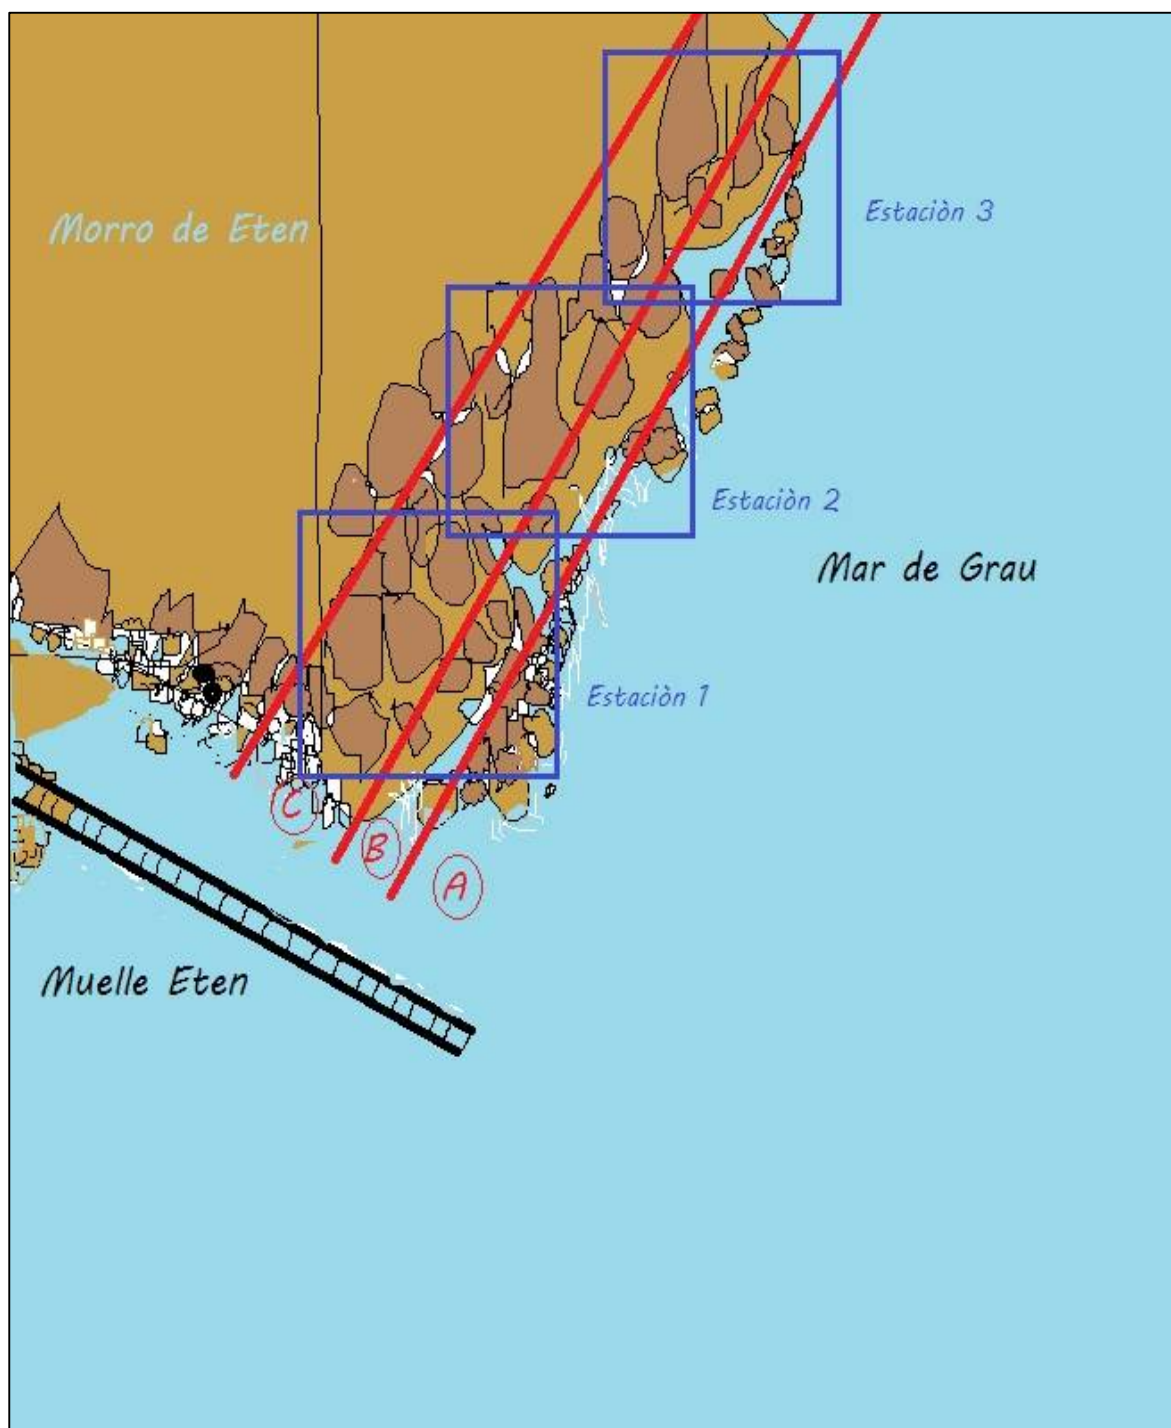 Morro de Eten
Estaciòn 3
Estaciòn 2
Mar de Grau
Estaciòn 1
C
B
A
Muelle Eten